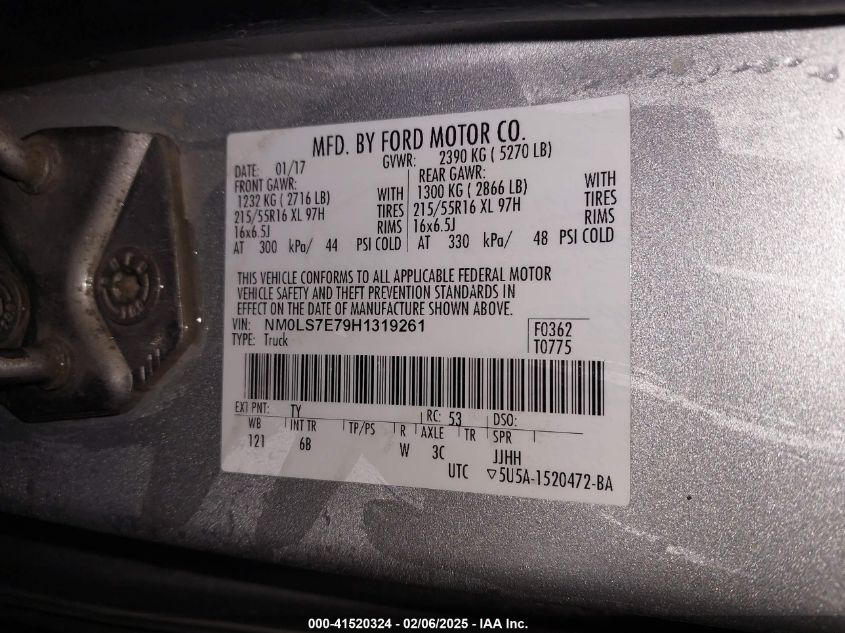 MFD. BY FORD MOTOR CO.
DATE: 01/17 GVWR: 2390 KG ( 5270 LB)
FRONT GAWR: REAR GAWR:
1232 KG ( 2716 LB) WITH 1300 KG ( 2866 LB) WITH
215/55R16 XL 97H TIRES 215/55R16 XL 97H TIRES
16x6.5J RIMS 16x6.5J RIMS
AT 300 kPa/ 44 PSI COLD AT 330 kPa/ 48 PSI COLD
THIS VEHICLE CONFORMS TO ALL APPLICABLE FEDERAL MOTOR
VEHICLE SAFETY AND THEFT PREVENTION STANDARDS IN
EFFECT ON THE DATE OF MANUFACTURE SHOWN ABOVE.
VIN: NM0LS7E79H1319261 F0362
TYPE: Truck T0775
EXT PNT: TY RC: 53 DSO:
WB INT TR TP/PS R AXLE TR SPR
121 6B W 3C JJHH
UTC ▽5U5A-1520472-BA
000-41520324 - 02/06/2025 - IAA Inc.